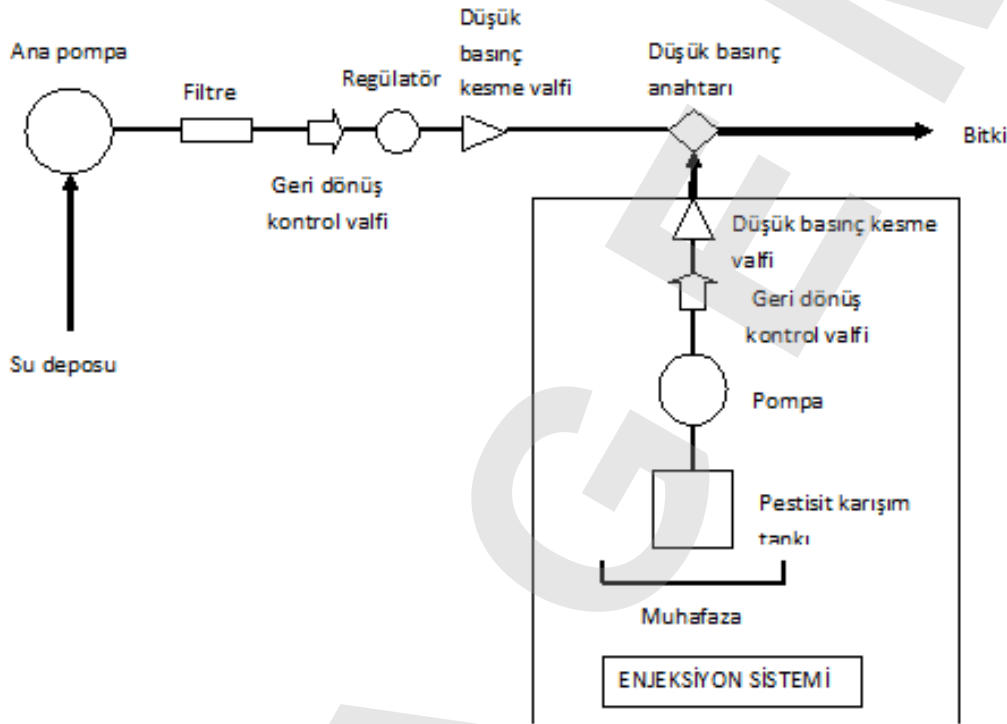 Ana pompa
Filtre
Geri dönüş
kontrol valfi
Regülatör
Düşük
basınç
kesme valfi
Düşük basınç
anahtarı
Bitki
Su deposu
Düşük basınç kesme
valfi
Geri dönüş
kontrol valfi
Pompa
Pestisit karışım
tankı
Muhafaza
ENJEKSİYON SİSTEMİ